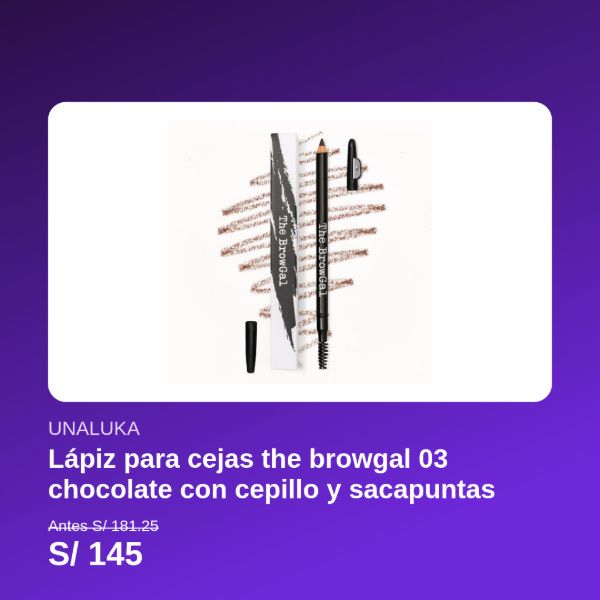 The BrowGal
The BrowGal
UNALUKA
Lápiz para cejas the browgal 03
chocolate con cepillo y sacapuntas
Antes S/ 181.25
S/ 145